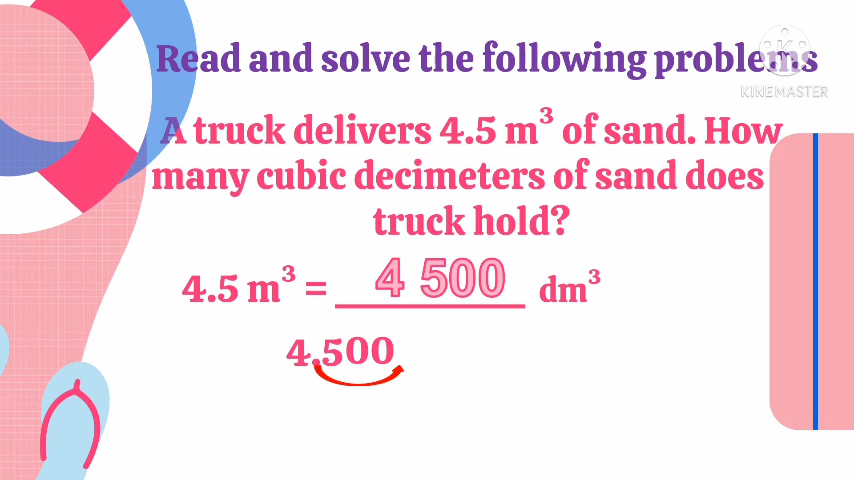 Read and solve the following problems
KINEMASTER
A truck delivers 4.5 m³ of sand. How
many cubic decimeters of sand does
truck hold?
4.5 m³ = 4 500 dm³
4.500